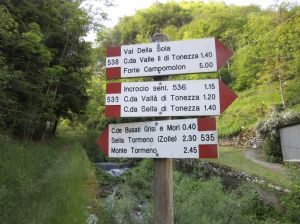 Val Della Sola
538 C.da Valle II di Tonezza 1.40
Forte Campomolon 5.00
Incrocio sent. 536 1.15
533 C.da Vallà di Tonezza 1.20
C.da Sella di Tonezza 1.40
C.de Busati Grisi e Mori 0.40
Sella Tormeno (Zolle) 2.30 535
Monte Tormeno 2.45